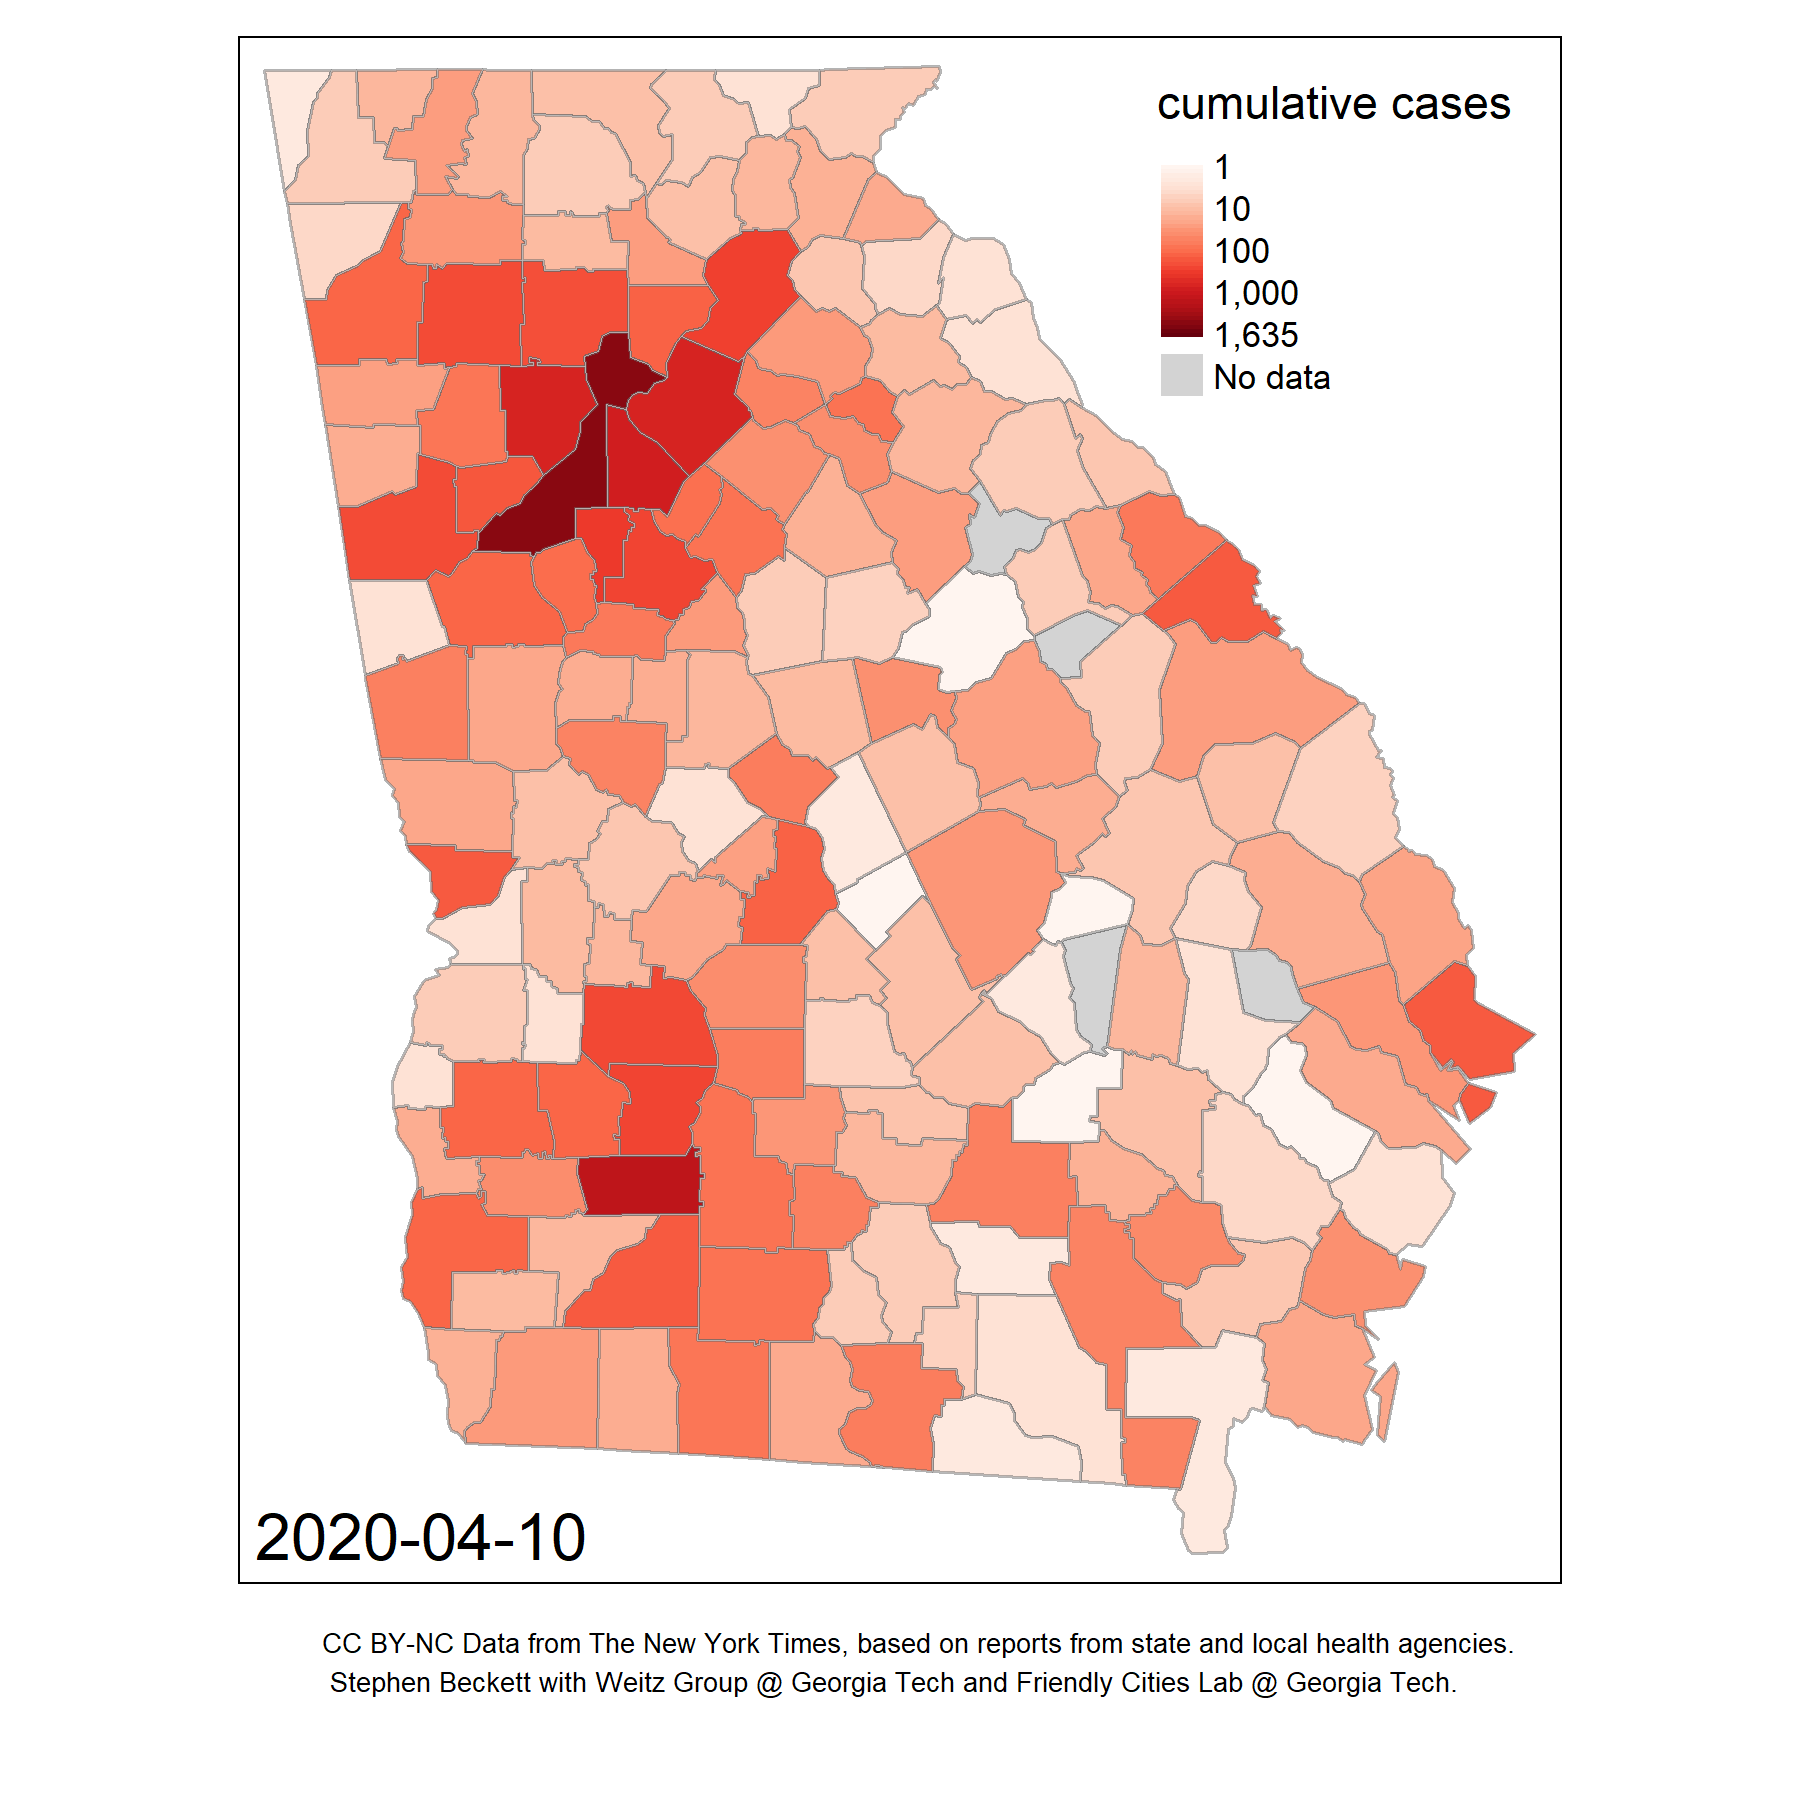 cumulative cases
1
10
100
1,000
1,635
No data
2020-04-10
CC BY-NC Data from The New York Times, based on reports from state and local health agencies.
Stephen Beckett with Weitz Group @ Georgia Tech and Friendly Cities Lab @ Georgia Tech.